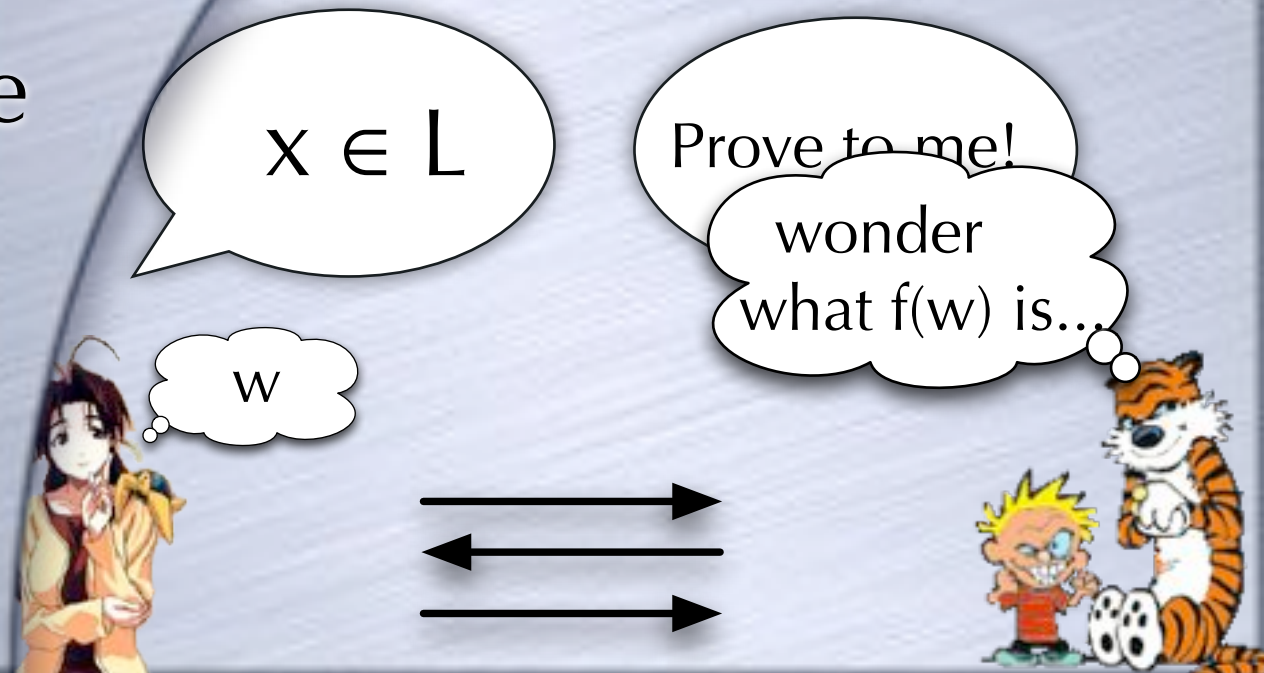 e
x ∈ L
Prove to me!
wonder
what f(w) is...
w